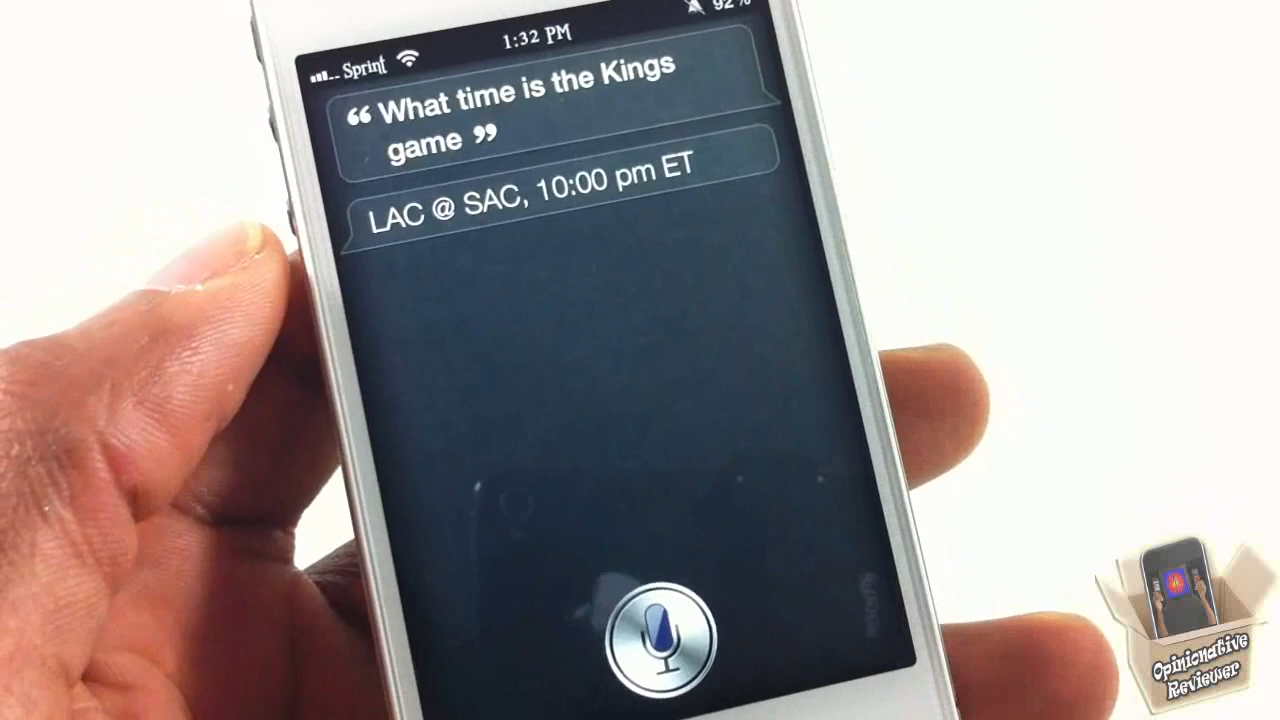 Sprint 1:32 PM 92%
“ What time is the Kings
game ”
LAC @ SAC, 10:00 pm ET
Opinionative
Reviewer